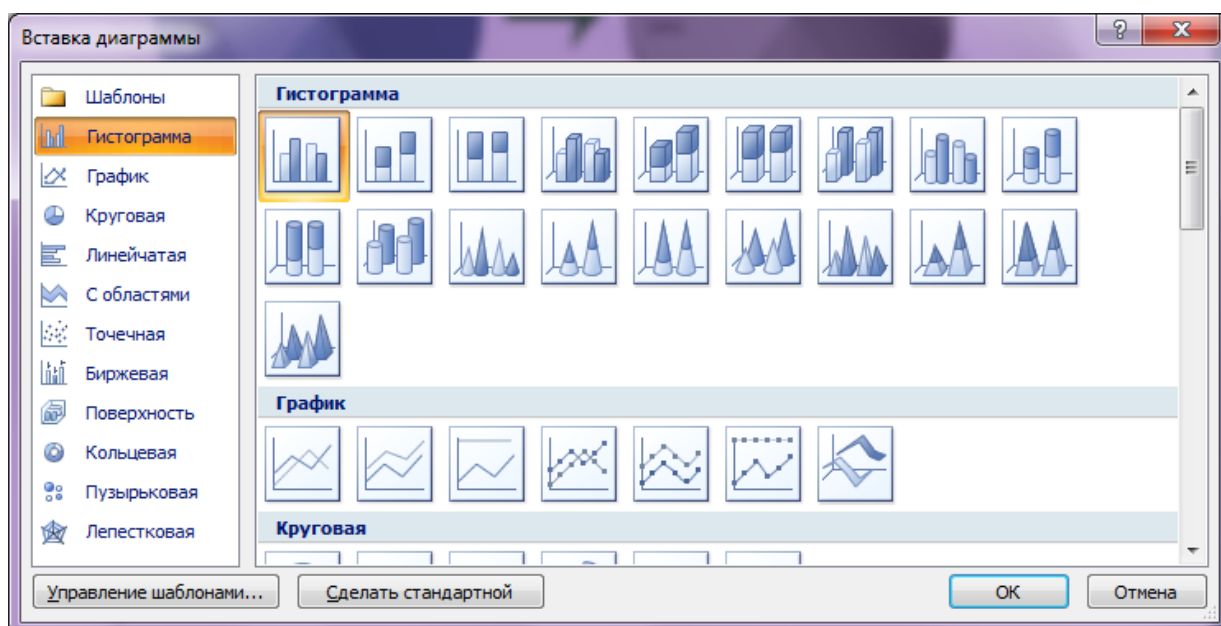 Вставка диаграммы
Шаблоны
Гистограмма
График
Круговая
Линейчатая
С областями
Точечная
Биржевая
Поверхность
Кольцевая
Пузырьковая
Лепестковая
Гистограмма
График
Круговая
Управление шаблонами...
Сделать стандартной
ОК
Отмена